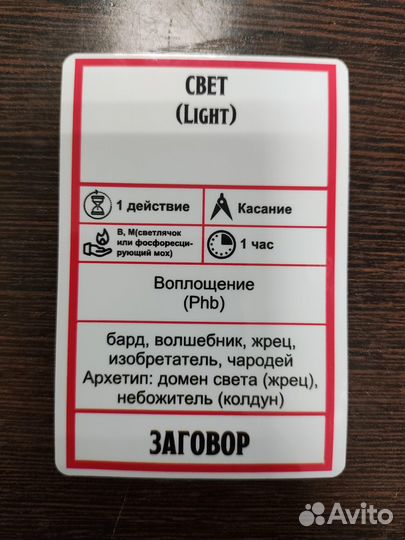 СВЕТ
(LIGHT)
1 действие
Касание
В, М(светлячок
или фосфоресци-
рующий мох)
1 час
Воплощение
(Phb)
бард, волшебник, жрец,
изобретатель, чародей
Архетип: домен света (жрец),
небожитель (колдун)
ЗАГОВОР
Avito